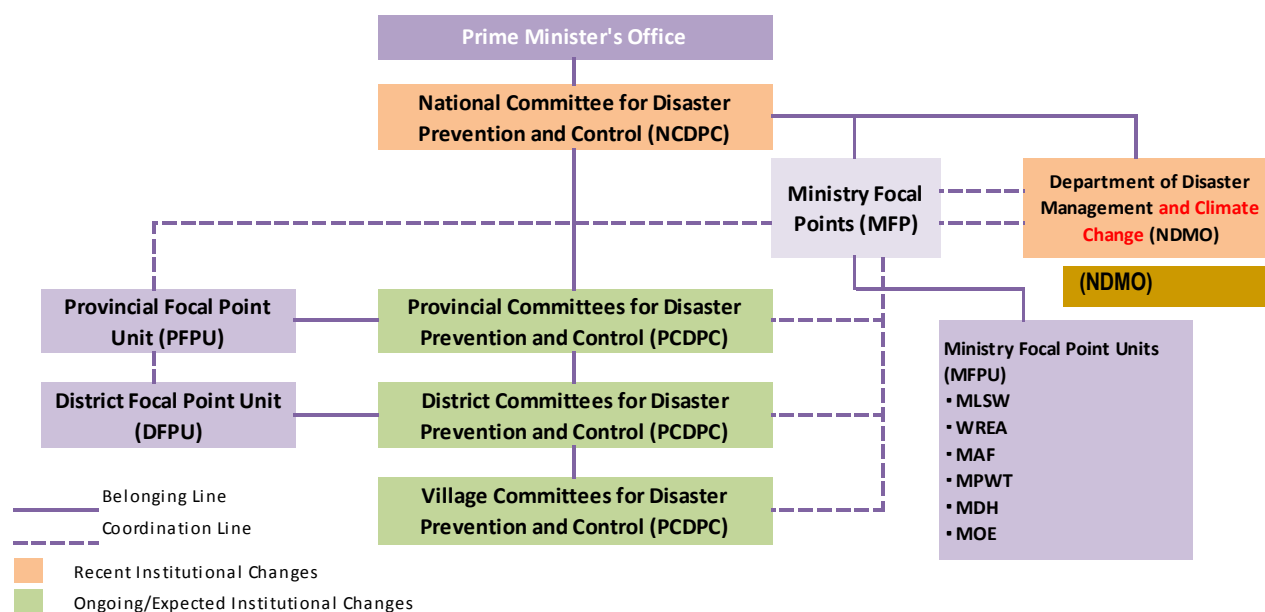 Prime Minister's Office
National Committee for Disaster
Prevention and Control (NCDPC)
Ministry Focal
Points (MFP)
Department of Disaster
Management and Climate
Change (NDMO)
(NDMO)
Provincial Focal Point
Unit (PFPU)
Provincial Committees for Disaster
Prevention and Control (PCDPC)
District Focal Point Unit
(DFPU)
District Committees for Disaster
Prevention and Control (PCDPC)
Village Committees for Disaster
Prevention and Control (PCDPC)
Ministry Focal Point Units
(MFPU)
▪ MLSW
▪ WREA
▪ MAF
▪ MPWT
▪ MDH
▪ MOE
Belonging Line
Coordination Line
Recent Institutional Changes
Ongoing/Expected Institutional Changes